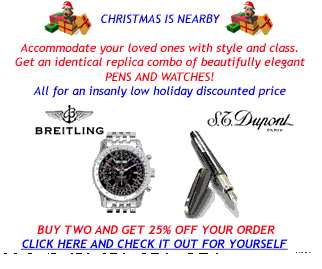 CHRISTMAS IS NEARBY
Accommodate your loved ones with style and class.
Get an identical replica combo of beautifully elegant
PENS AND WATCHES!
All for an insanly low holiday discounted price
BREITLING
S.T. Dupont
PARIS
BUY TWO AND GET 25% OFF YOUR ORDER
CLICK HERE AND CHECK IT OUT FOR YOURSELF